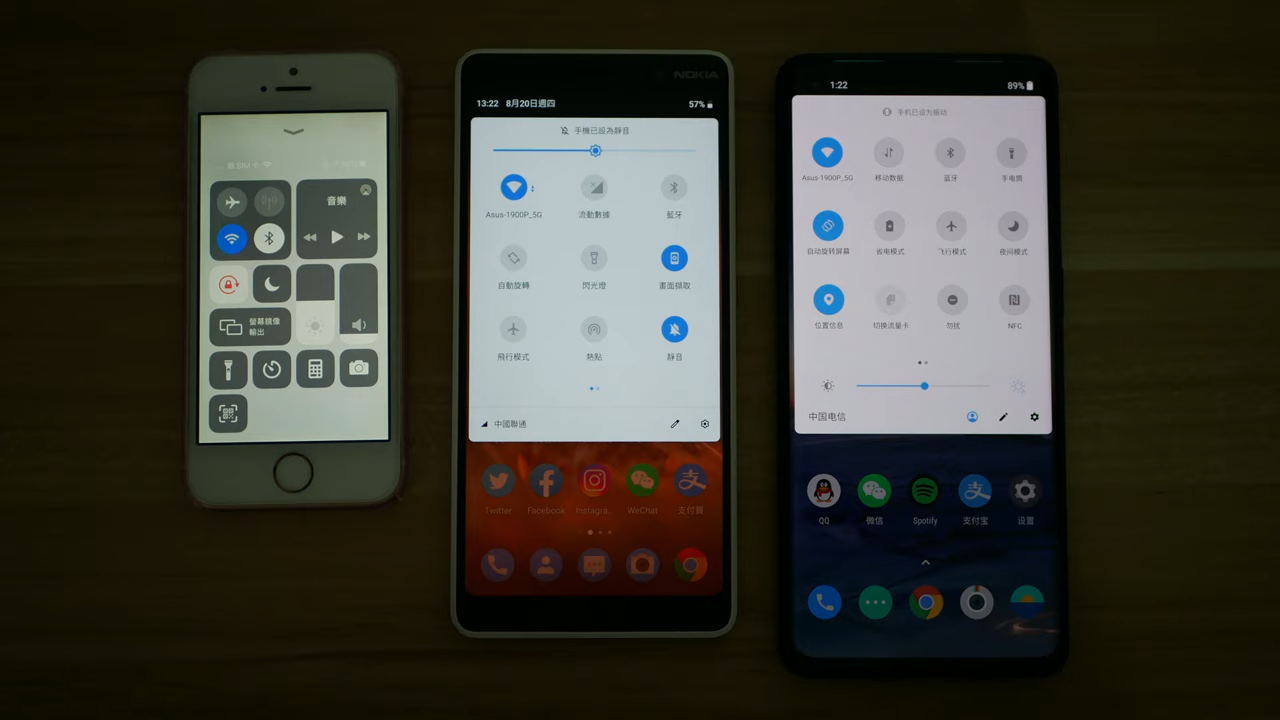 無 SIM 卡
音樂
螢幕鏡像
輸出
NOKIA
13:22 8月20日週四
57%
手機已設為靜音
Asus-1900P_5G
流動數據
藍牙
自動旋轉
閃光燈
畫面擷取
飛行模式
熱點
靜音
中國聯通
Twitter
Facebook
Instagra..
WeChat
支付寶
1:22
89%
手机已设为振动
Asus-1900P_5G
移动数据
蓝牙
手电筒
自动旋转屏幕
省电模式
飞行模式
夜间模式
位置信息
切换流量卡
勿扰
NFC
中国电信
QQ
微信
Spotify
支付宝
设置